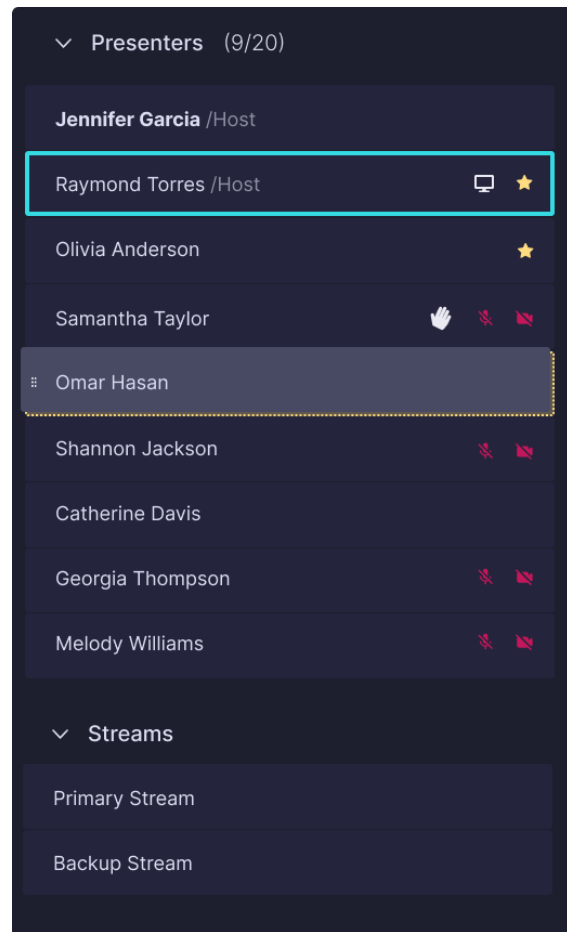 Presenters (9/20)
Jennifer Garcia /Host
Raymond Torres /Host
Olivia Anderson
Samantha Taylor
Omar Hasan
Shannon Jackson
Catherine Davis
Georgia Thompson
Melody Williams
Streams
Primary Stream
Backup Stream